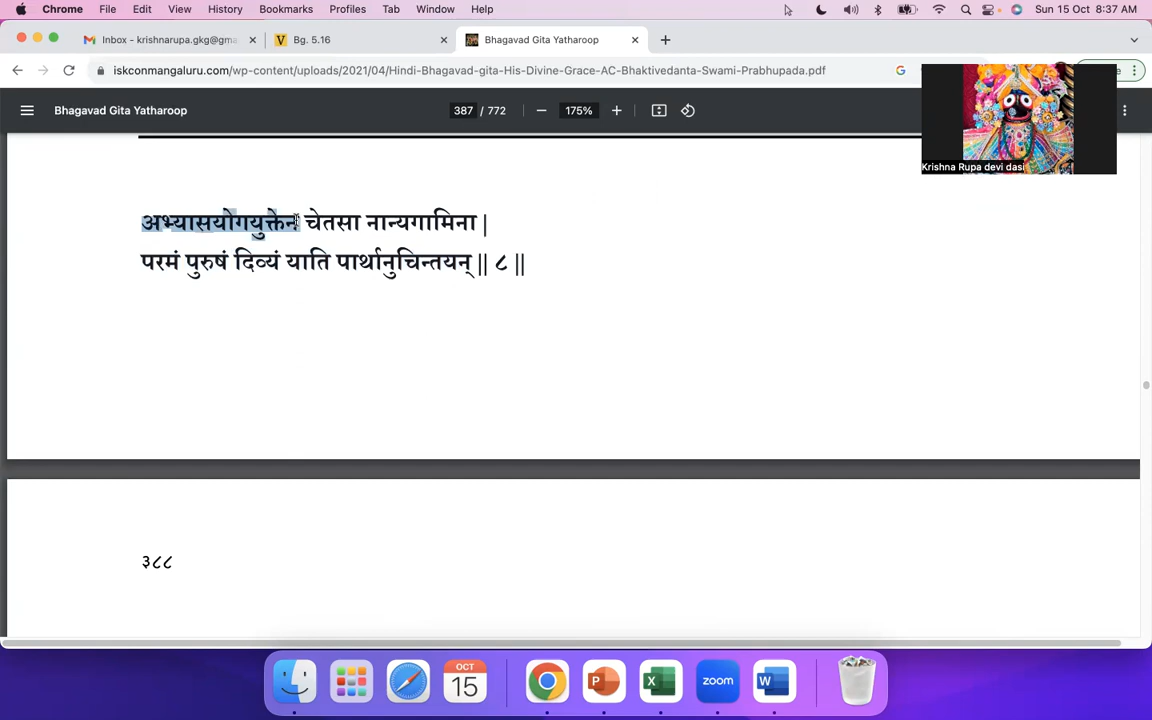 Chrome File Edit View History Bookmarks Profiles Tab Window Help Sun 15 Oct 8:37 AM
Inbox - krishnarupa.gkg@gma Bg. 5.16 Bhagavad Gita Yatharoop
iskconmangaluru.com/wp-content/uploads/2021/04/Hindi-Bhagavad-gita-His-Divine-Grace-AC-Bhaktivedanta-Swami-Prabhupada.pdf
Bhagavad Gita Yatharoop 387 / 772 175%
Krishna Rupa devi dasi
अभ्यासयोगयुक्तेन चेतसा नान्यगामिना |
परमं पुरुषं दिव्यं याति पार्थानुचिन्तयन् || ८ ||
३८८
OCT
15
zoom